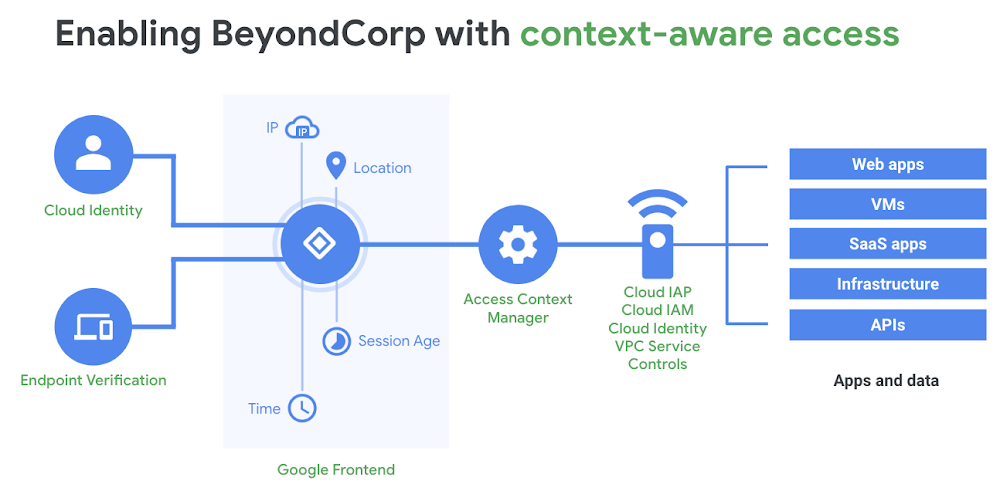 Enabling BeyondCorp with context-aware access
IP
IP
Location
Cloud Identity
Web apps
VMs
SaaS apps
Infrastructure
APIs
Access Context
Manager
Cloud IAP
Cloud IAM
Cloud Identity
VPC Service
Controls
Session Age
Endpoint Verification
Time
Apps and data
Google Frontend